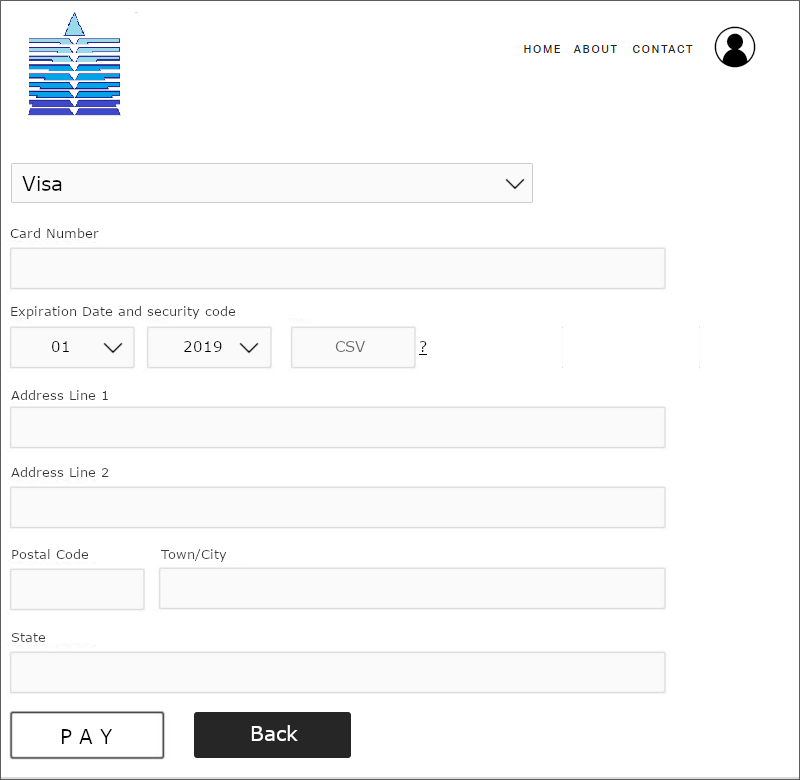 HOME ABOUT CONTACT
Visa
Card Number
Expiration Date and security code
01 2019 CSV ?
Address Line 1
Address Line 2
Postal Code Town/City
State
PAY Back